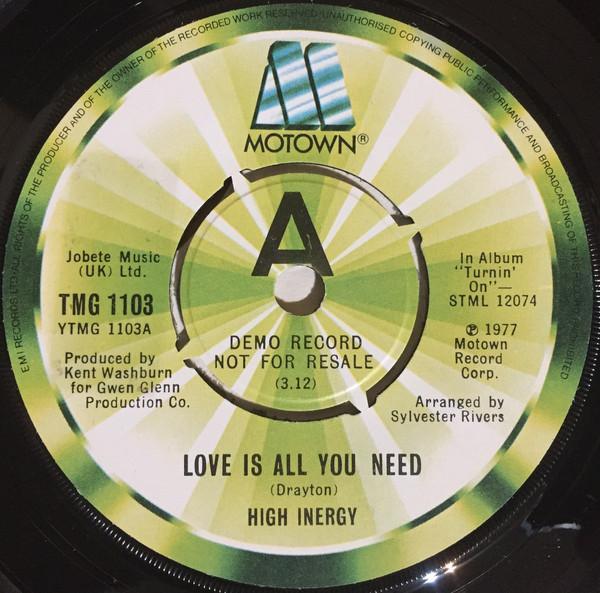 EMI RECORDS LTD. ALL RIGHTS OF THE PRODUCER AND OF THE OWNER OF THE RECORDED WORK RESERVED UNAUTHORISED COPYING PUBLIC PERFORMANCE AND BROADCASTING OF THIS RECORD PROHIBITED
MOTOWN®
A
Jobete Music
(UK) Ltd.
TMG 1103
YTMG 1103A
Produced by
Kent Washburn
for Gwen Glenn
Production Co.
DEMO RECORD
NOT FOR RESALE
(3.12)
In Album
"Turnin'
On"—
STML 12074
℗ 1977
Motown
Record
Corp.
Arranged by
Sylvester Rivers
LOVE IS ALL YOU NEED
(Drayton)
HIGH INERGY